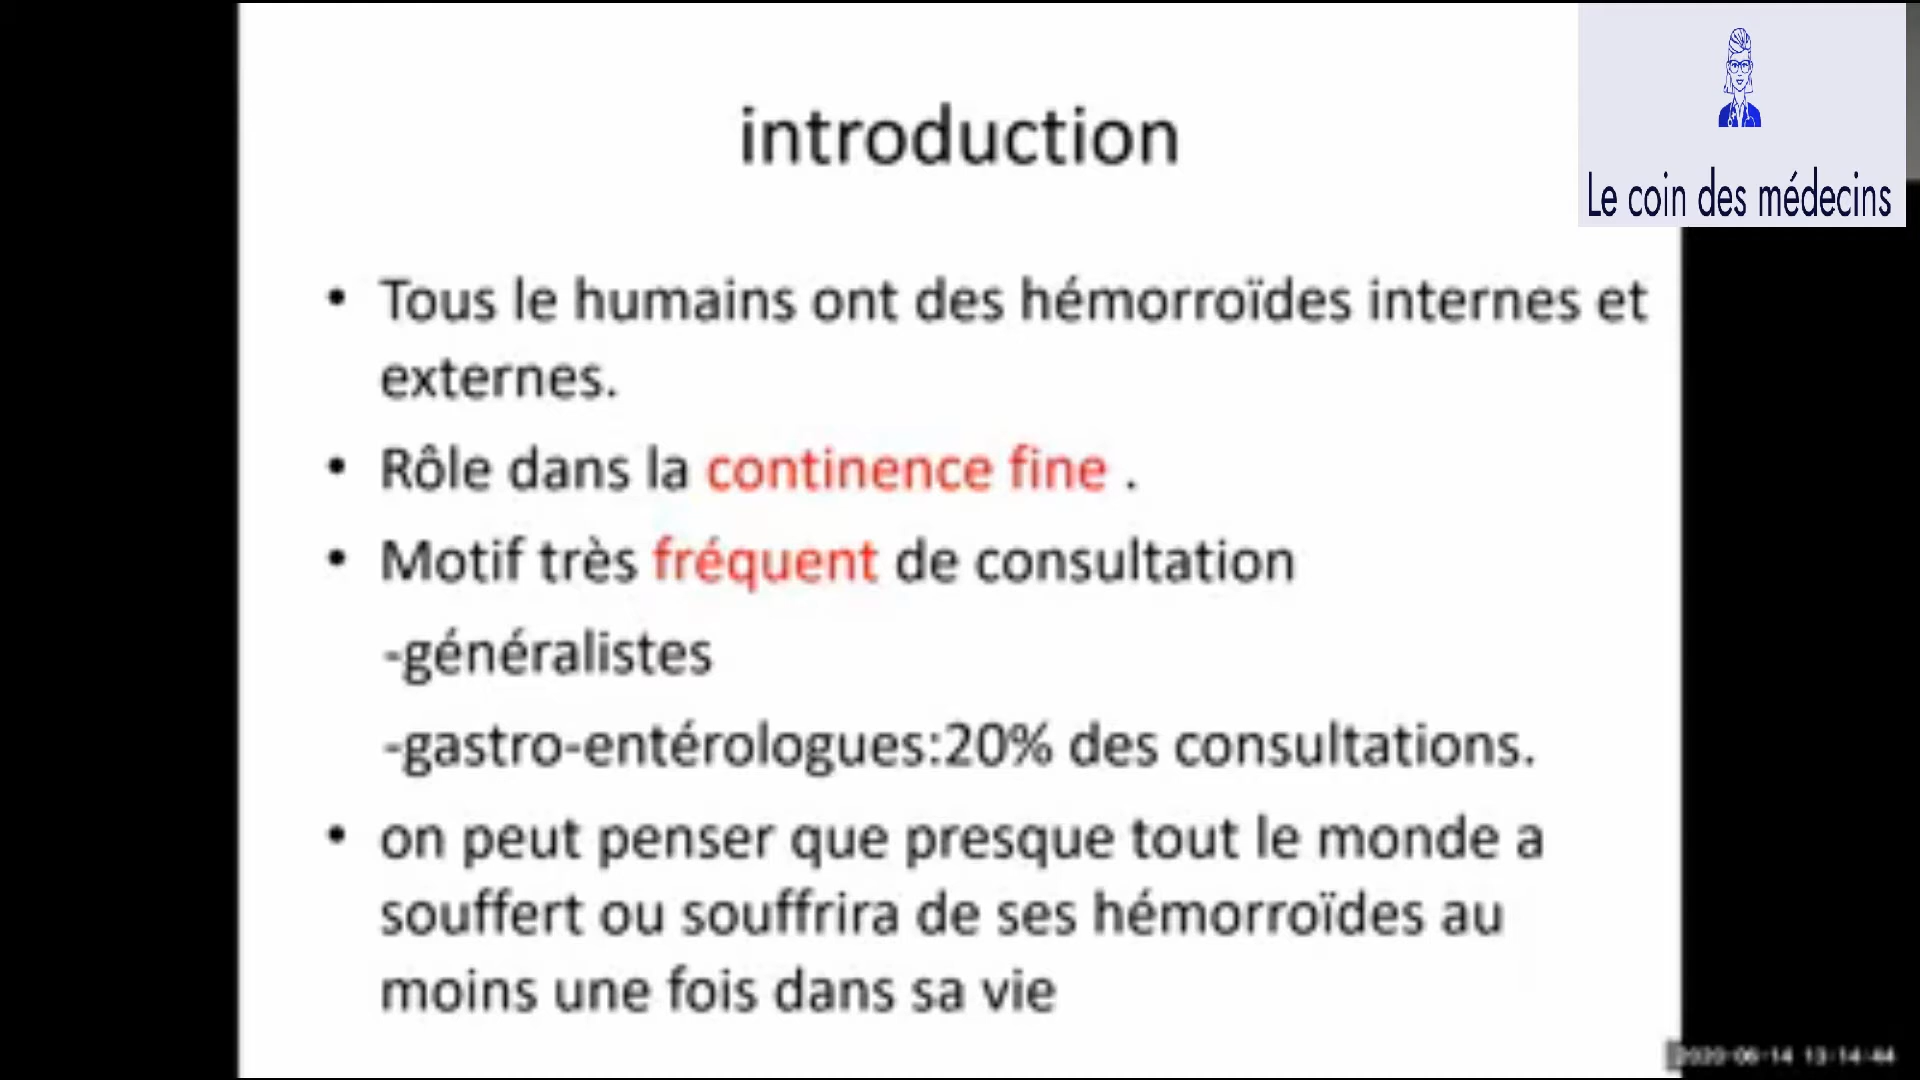 introduction
Le coin des médecins
• Tous le humains ont des hémorroïdes internes et
externes.
• Rôle dans la continence fine .
• Motif très fréquent de consultation
-généralistes
-gastro-entérologues:20% des consultations.
• on peut penser que presque tout le monde a
souffert ou souffrira de ses hémorroïdes au
moins une fois dans sa vie
2020-06-14 13-14-44